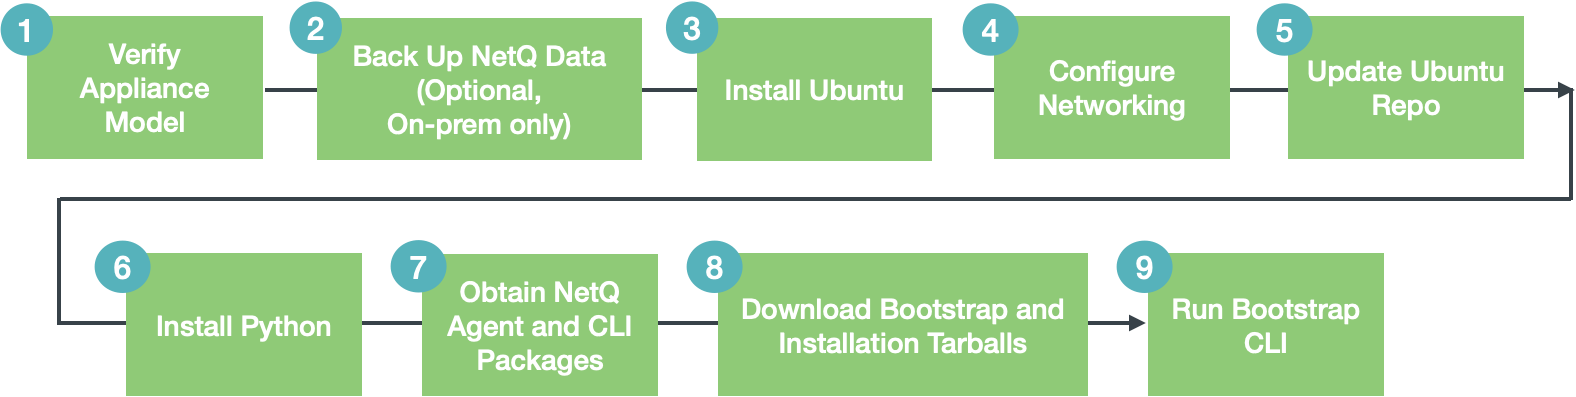 1
Verify
Appliance
Model
2
Back Up NetQ Data
(Optional,
On-prem only)
3
Install Ubuntu
4
Configure
Networking
5
Update Ubuntu
Repo
6
Install Python
7
Obtain NetQ
Agent and CLI
Packages
8
Download Bootstrap and
Installation Tarballs
9
Run Bootstrap
CLI